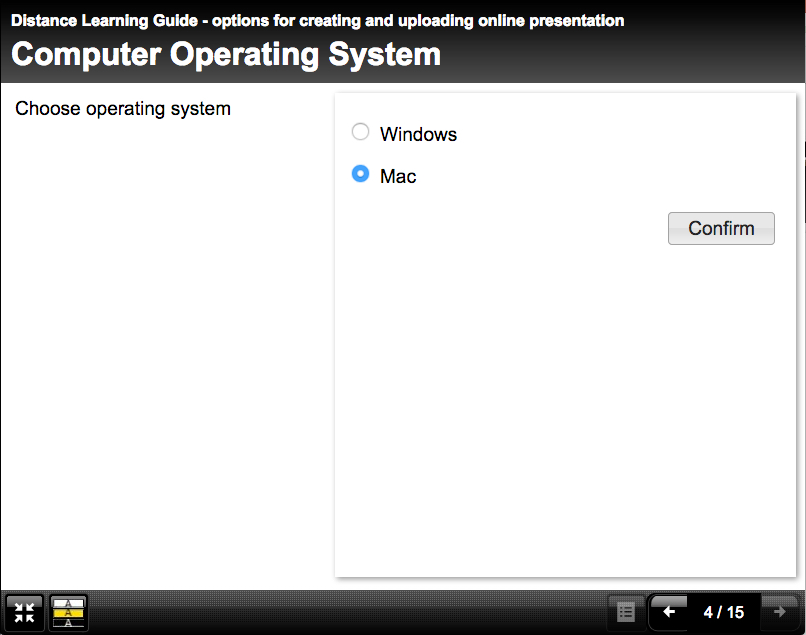 Distance Learning Guide - options for creating and uploading online presentation
Computer Operating System
Choose operating system
Windows
Mac
Confirm
A
A
A
4 / 15